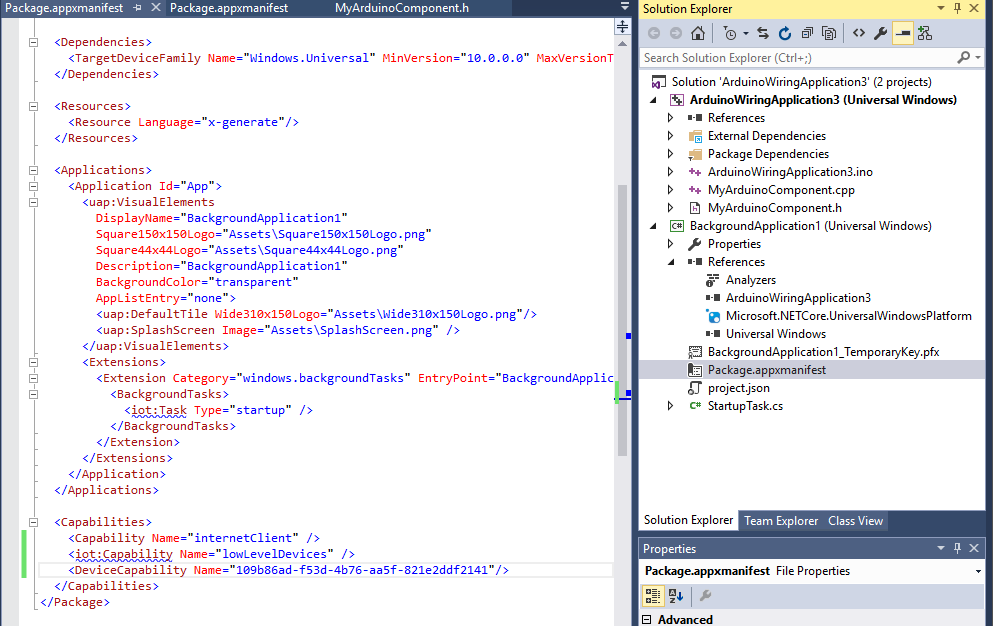 Package.appxmanifest
Package.appxmanifest
MyArduinoComponent.h
<Dependencies>
<TargetDeviceFamily Name="Windows.Universal" MinVersion="10.0.0.0" MaxVersionT
</Dependencies>
<Resources>
<Resource Language="x-generate"/>
</Resources>
<Applications>
<Application Id="App">
<uap:VisualElements
DisplayName="BackgroundApplication1"
Square150x150Logo="Assets\Square150x150Logo.png"
Square44x44Logo="Assets\Square44x44Logo.png"
Description="BackgroundApplication1"
BackgroundColor="transparent"
AppListEntry="none">
<uap:DefaultTile Wide310x150Logo="Assets\Wide310x150Logo.png"/>
<uap:SplashScreen Image="Assets\SplashScreen.png" />
</uap:VisualElements>
<Extensions>
<Extension Category="windows.backgroundTasks" EntryPoint="BackgroundApplic
<BackgroundTasks>
<iot:Task Type="startup" />
</BackgroundTasks>
</Extension>
</Extensions>
</Application>
</Applications>
<Capabilities>
<Capability Name="internetClient" />
<iot:Capability Name="lowLevelDevices" />
<DeviceCapability Name="109b86ad-f53d-4b76-aa5f-821e2ddf2141"/>
</Capabilities>
</Package>
Solution Explorer
Search Solution Explorer (Ctrl+;)
Solution 'ArduinoWiringApplication3' (2 projects)
ArduinoWiringApplication3 (Universal Windows)
References
External Dependencies
Package Dependencies
ArduinoWiringApplication3.ino
MyArduinoComponent.cpp
MyArduinoComponent.h
C# BackgroundApplication1 (Universal Windows)
Properties
References
Analyzers
ArduinoWiringApplication3
Microsoft.NETCore.UniversalWindowsPlatform
Universal Windows
BackgroundApplication1_TemporaryKey.pfx
Package.appxmanifest
project.json
C# StartupTask.cs
Solution Explorer Team Explorer Class View
Properties
Package.appxmanifest File Properties
Advanced